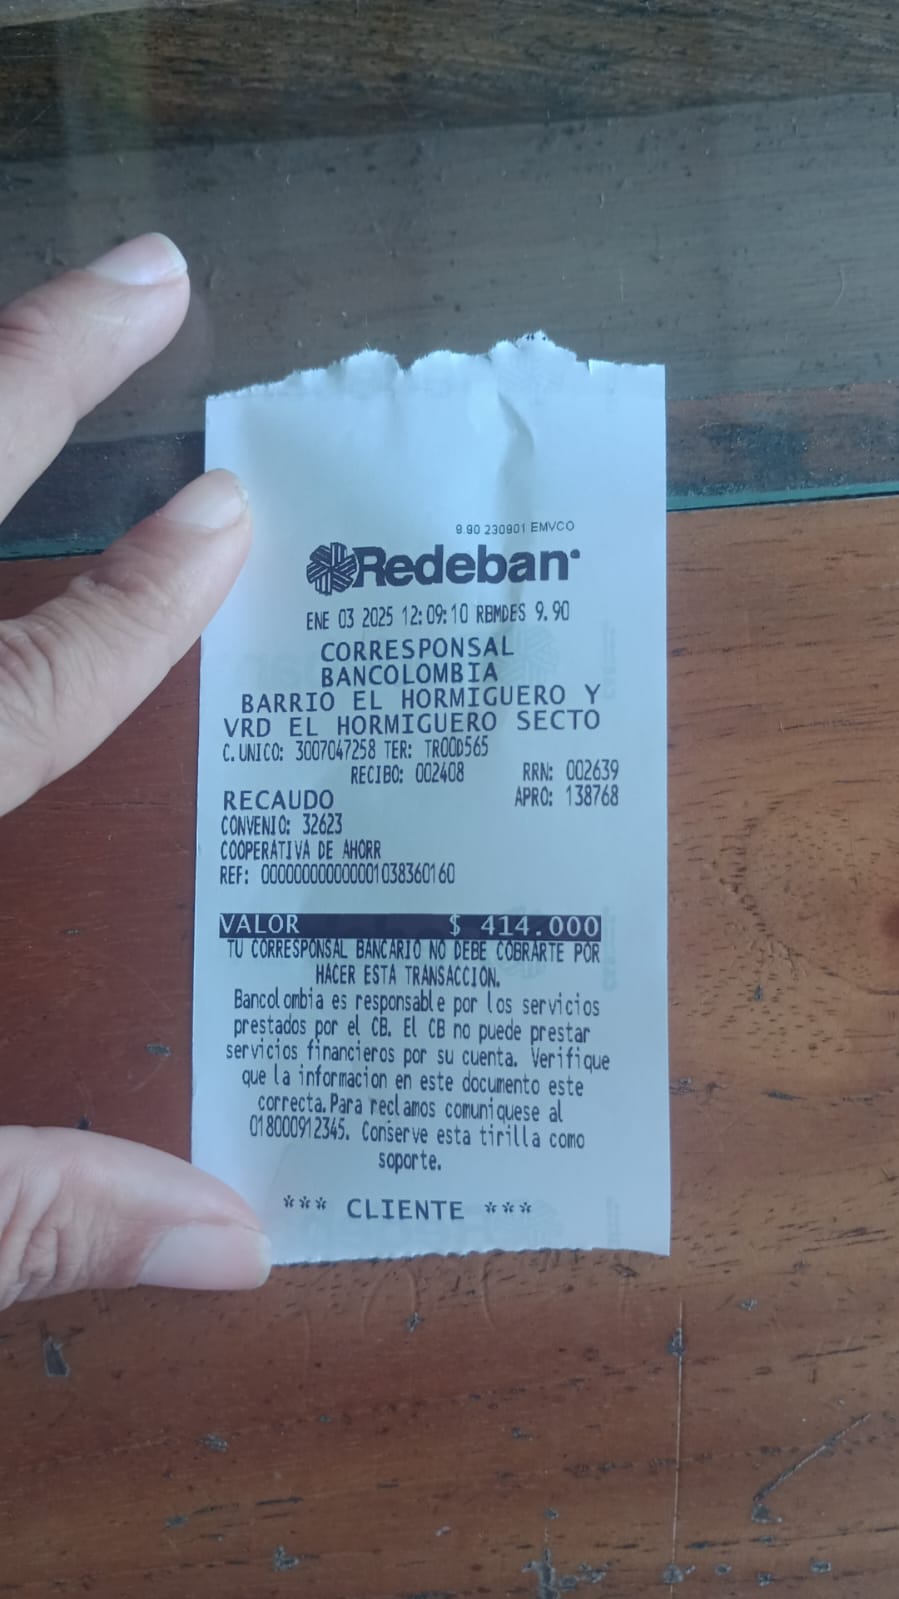 9.90 230901 EMVCO
Redeban
ENE 03 2025 12:09:10 RBMDES 9.90
CORRESPONSAL
BANCOLOMBIA
BARRIO EL HORMIGUERO Y
VRD EL HORMIGUERO SECTO
C. UNICO: 3007047258 TER: TR00D565
RECIBO: 002408 RRN: 002639
RECAUDO APRO: 138768
CONVENIO: 32623
COOPERATIVA DE AHORR
REF: 00000000000001038360160
VALOR $ 414.000
TU CORRESPONSAL BANCARIO NO DEBE COBRARTE POR
HACER ESTA TRANSACCION.
Bancolombia es responsable por los servicios
prestados por el CB. El CB no puede prestar
servicios financieros por su cuenta. Verifique
que la informacion en este documento este
correcta.Para reclamos comuniquese al
018000912345. Conserve esta tirilla como
soporte.
*** CLIENTE ***